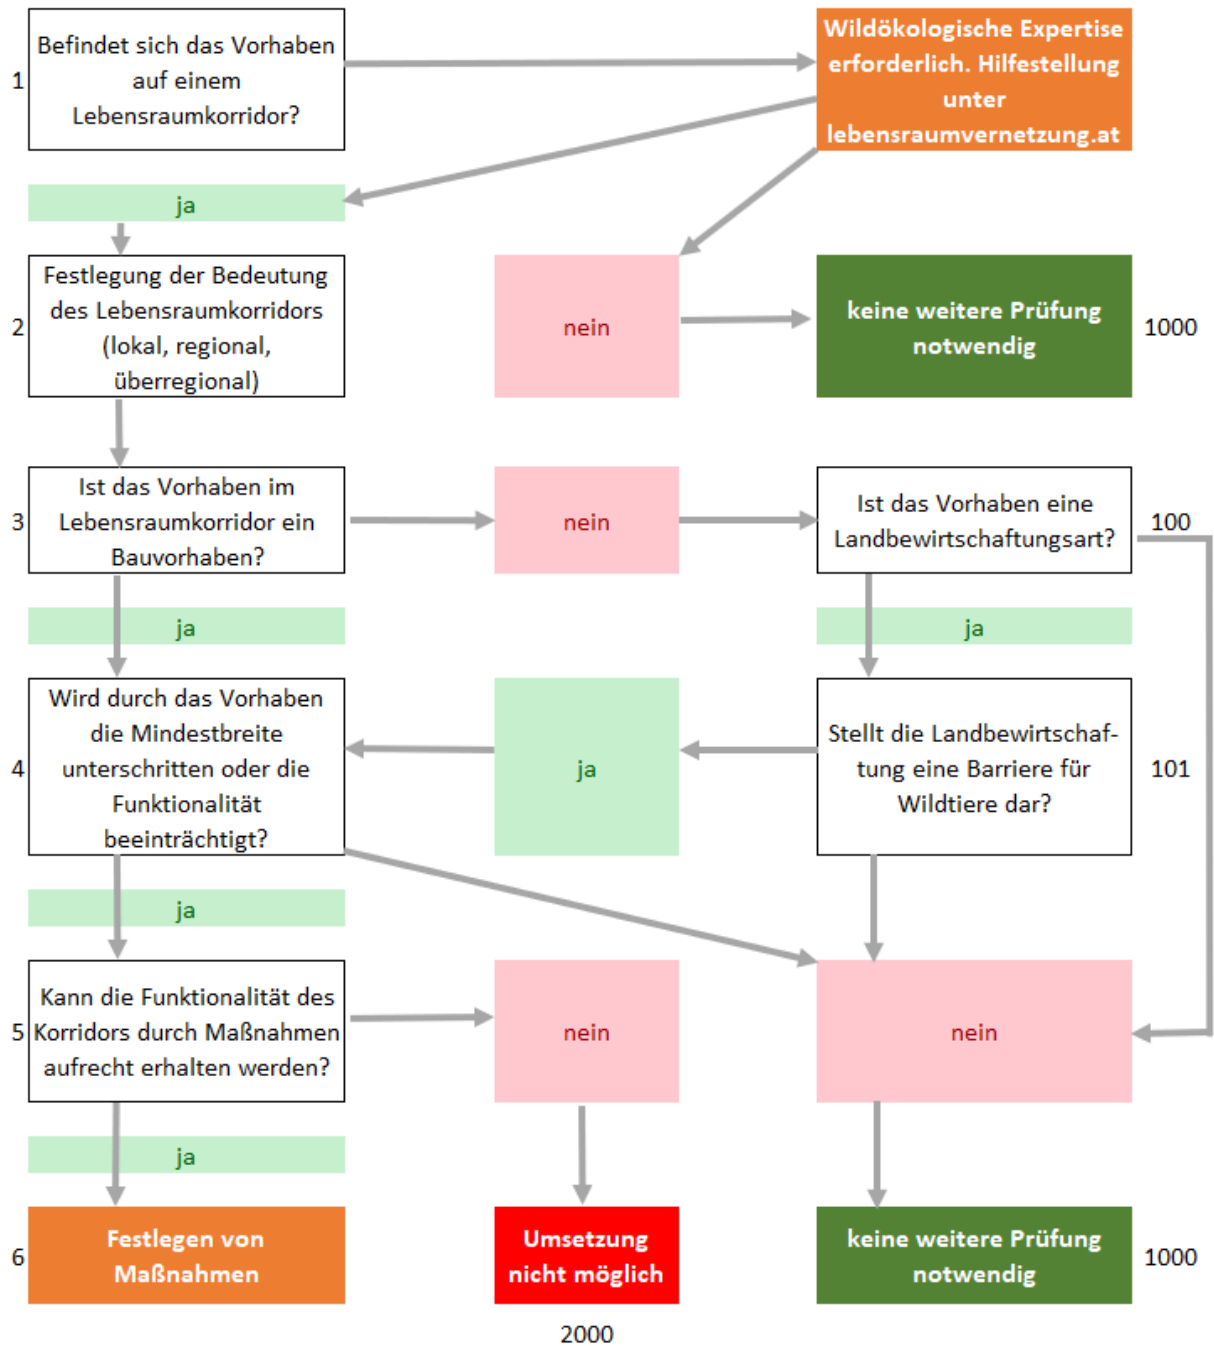 1
Befindet sich das Vorhaben
auf einem
Lebensraumkorridor?
Wildökologische Expertise
erforderlich. Hilfestellung
unter
lebensraumvernetzung.at
ja
2
Festlegung der Bedeutung
des Lebensraumkorridors
(lokal, regional,
überregional)
nein
keine weitere Prüfung
notwendig
1000
3
Ist das Vorhaben im
Lebensraumkorridor ein
Bauvorhaben?
nein
Ist das Vorhaben eine
Landbewirtschaftungsart?
100
ja
ja
4
Wird durch das Vorhaben
die Mindestbreite
unterschritten oder die
Funktionalität
beeinträchtigt?
ja
Stellt die Landbewirtschaf-
tung eine Barriere für
Wildtiere dar?
101
ja
5
Kann die Funktionalität des
Korridors durch Maßnahmen
aufrecht erhalten werden?
nein
nein
ja
6
Festlegen von
Maßnahmen
Umsetzung
nicht möglich
keine weitere Prüfung
notwendig
1000
2000